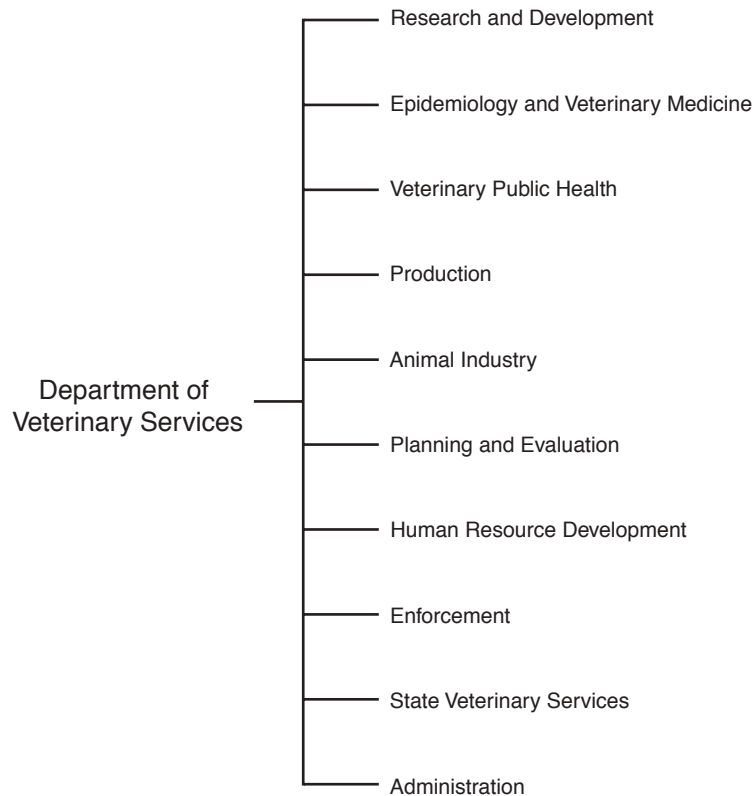 Research and Development
Epidemiology and Veterinary Medicine
Veterinary Public Health
Production
Animal Industry
Department of
Veterinary Services
Planning and Evaluation
Human Resource Development
Enforcement
State Veterinary Services
Administration